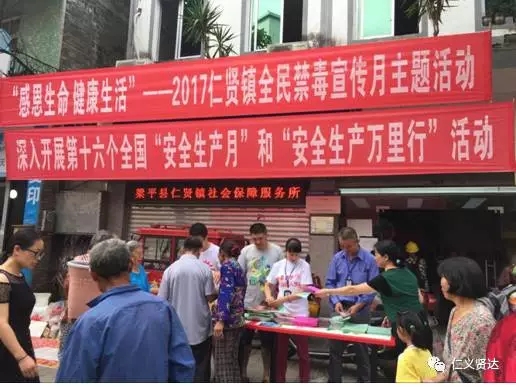 “感恩生命 健康生活”——2017仁贤镇全民禁毒宣传月主题活动
深入开展第十六个全国“安全生产月”和“安全生产万里行”活动
梁平县仁贤镇社会保障服务所
印
仁义贤达